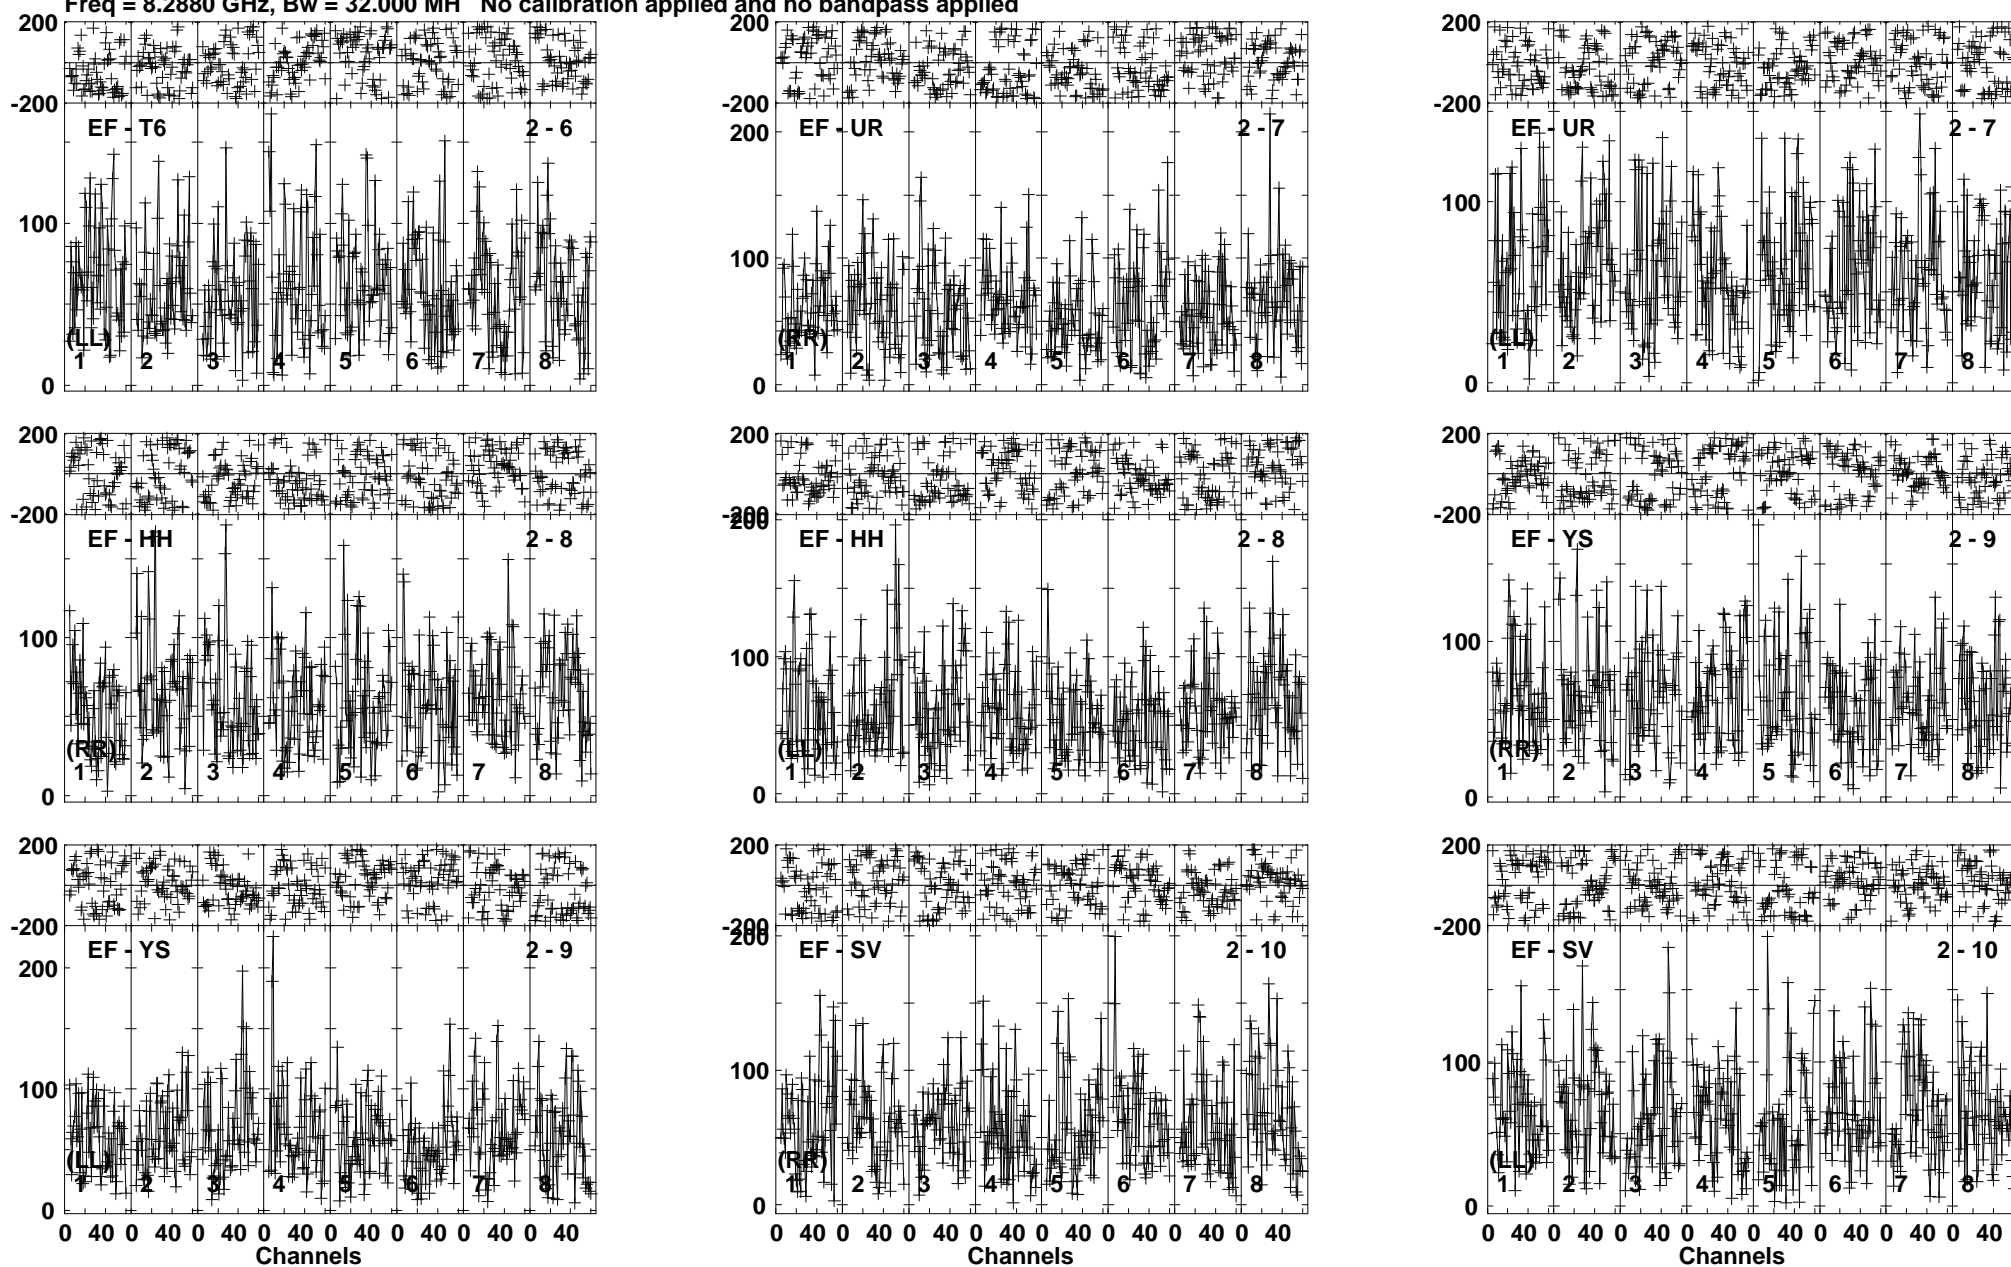 Freq = 8.2880 GHz, Bw = 32.000 MH No calibration applied and no bandpass applied
200 200 200
-200 -200 -200
EF - T6 2 - 6 EF - UR 2 - 7 EF - UR 2 - 7
200
100 100 100
(LL) (RR) (LL)
1 2 3 4 5 6 7 8 1 2 3 4 5 6 7 8 1 2 3 4 5 6 7 8
0 0 0
200 200 200
-200 -200 -200
200
EF - HH 2 - 8 EF - HH 2 - 8 EF - YS 2 - 9
100 100 100
(RR) (LL) (RR)
1 2 3 4 5 6 7 8 1 2 3 4 5 6 7 8 1 2 3 4 5 6 7 8
0 0 0
200 200 200
-200 -200 -200
200
EF - YS 2 - 9 EF - SV 2 - 10 EF - SV 2 - 10
200
100 100 100
(LL) (RR) (LL)
1 2 3 4 5 6 7 8 1 2 3 4 5 6 7 8 1 2 3 4 5 6 7 8
0 0 0
0 40 0 40 0 40 0 40 0 40 0 40 0 40 0 40 0 40 0 40 0 40 0 40 0 40 0 40 0 40 0 40 0 40 0 40 0 40 0 40 0 40 0 40 0 40 0 40
Channels Channels Channels